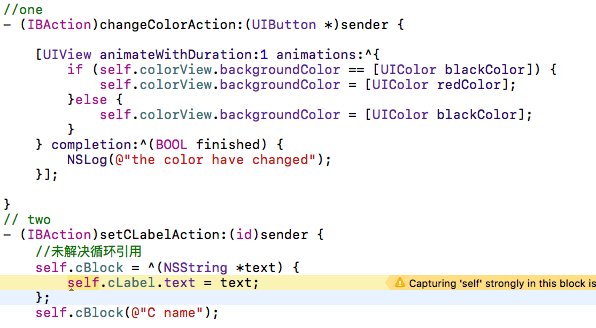 //one
- (IBAction)changeColorAction:(UIButton *)sender {
[UIView animateWithDuration:1 animations:^{
if (self.colorView.backgroundColor == [UIColor blackColor]) {
self.colorView.backgroundColor = [UIColor redColor];
}else {
self.colorView.backgroundColor = [UIColor blackColor];
}
} completion:^(BOOL finished) {
NSLog(@"the color have changed");
}];
}
// two
- (IBAction)setCLabelAction:(id)sender {
//未解决循环引用
self.cBlock = ^(NSString *text) {
self.cLabel.text = text; Capturing 'self' strongly in this block is
};
self.cBlock(@"C name");